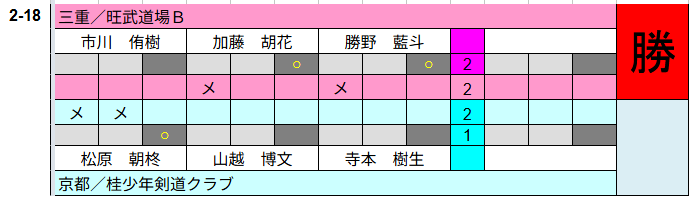 2-18 三重／旺武道場Ｂ
市川 侑樹 加藤 胡花 勝野 藍斗 勝
○ ○ 2
メ メ 2
メ メ 2
○ 1
松原 朝柊 山越 博文 寺本 樹生
京都／桂少年剣道クラブ